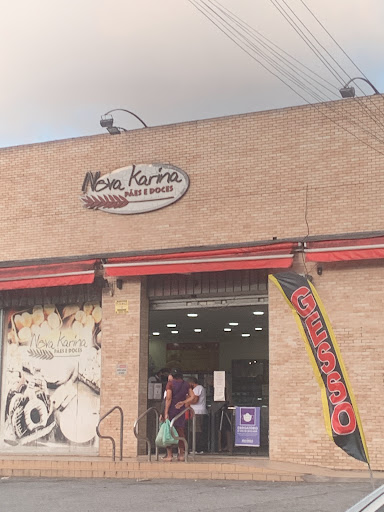 Nova Karina
PÃES E DOCES
Nova Karina
PÃES E DOCES
GESSO